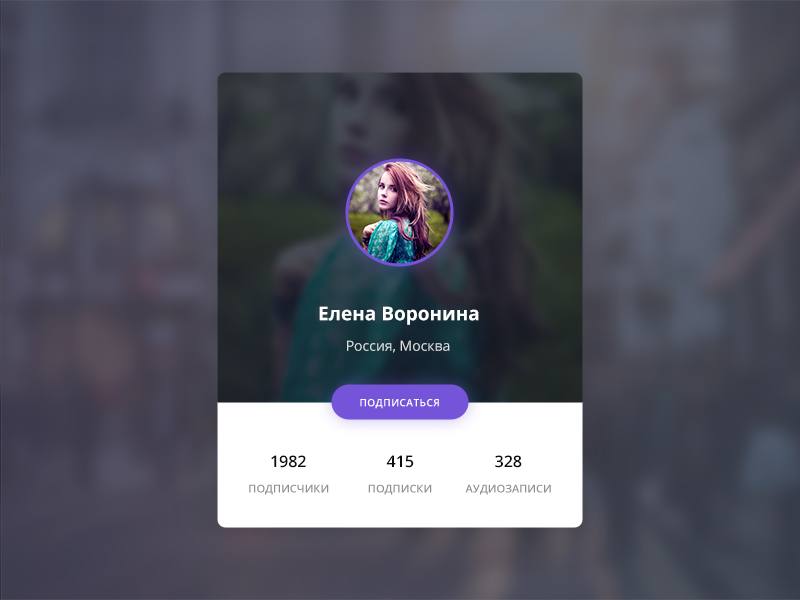 Елена Воронина
Россия, Москва
ПОДПИСАТЬСЯ
1982 415 328
ПОДПИСЧИКИ ПОДПИСКИ АУДИОЗАПИСИ